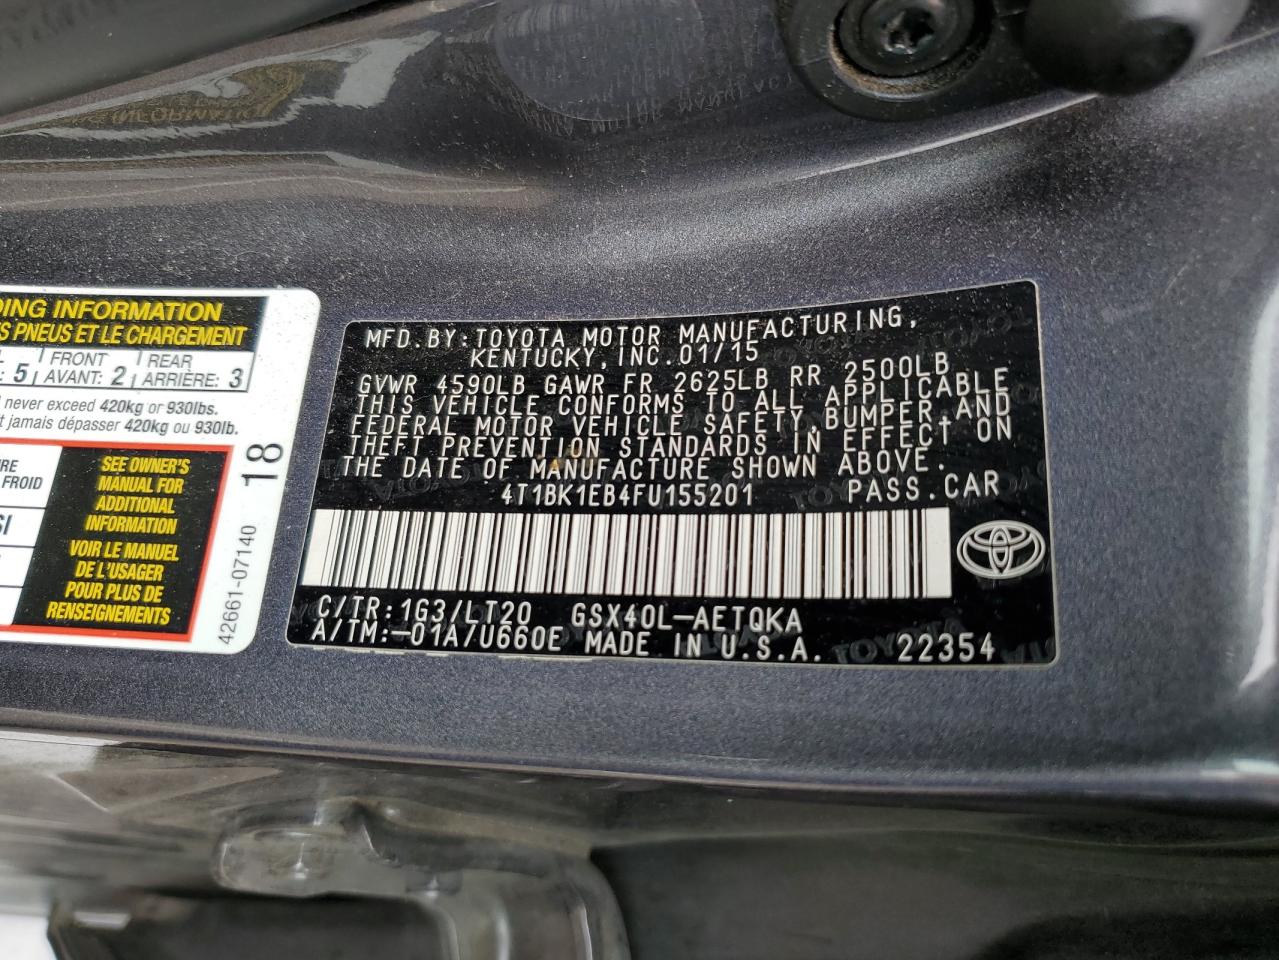 DING INFORMATION
S PNEUS ET LE CHARGEMENT
5 FRONT AVANT: 2 REAR ARRIÈRE: 3
never exceed 420kg or 930lbs.
t jamais dépasser 420kg ou 930lb.
RE
FROID
SI
SEE OWNER'S
MANUAL FOR
ADDITIONAL
INFORMATION
VOIR LE MANUEL
DE L'USAGER
POUR PLUS DE
RENSEIGNEMENTS
42661-07140
18
MFD.BY:TOYOTA MOTOR MANUFACTURING,
KENTUCKY,INC.01/15
GVWR 4590LB GAWR FR 2625LB RR 2500LB
THIS VEHICLE CONFORMS TO ALL APPLICABLE
FEDERAL MOTOR VEHICLE SAFETY,BUMPER,AND
THEFT PREVENTION STANDARDS IN EFFECT ON
THE DATE OF MANUFACTURE SHOWN ABOVE.
4T1BK1EB4FU155201 PASS.CAR
C/TR:1G3/LT20 GSX40L-AETQKA
A/TM:-01A/U660E MADE IN U.S.A. 22354